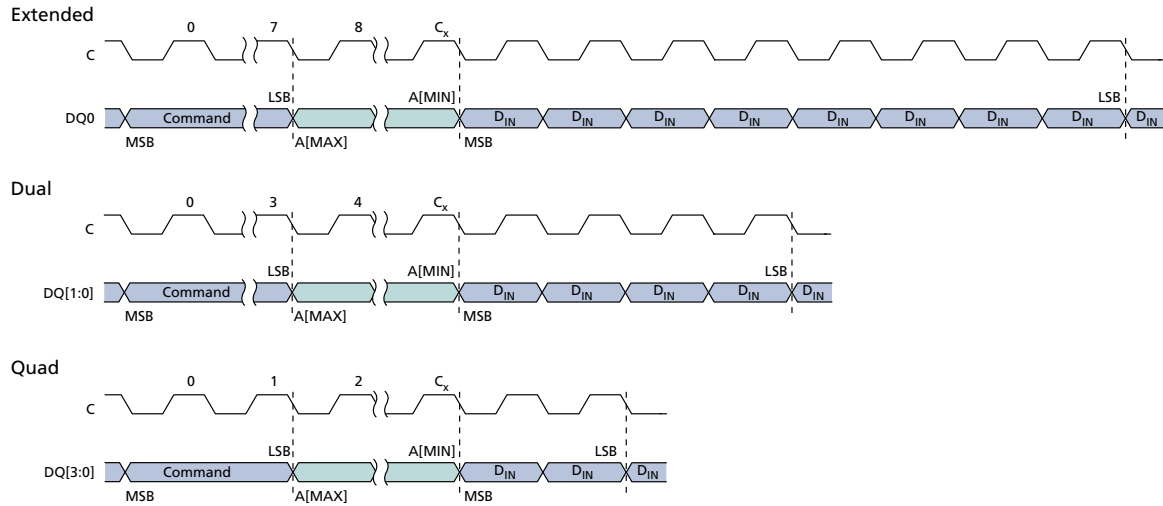 Extended
0 7 8 Cx
C
LSB A[MIN] LSB
DQ0 Command DIN DIN DIN DIN DIN DIN DIN DIN DIN
MSB A[MAX] MSB
Dual
0 3 4 Cx
C
LSB A[MIN] LSB
DQ[1:0] Command DIN DIN DIN DIN DIN
MSB A[MAX] MSB
Quad
0 1 2 Cx
C
LSB A[MIN] LSB
DQ[3:0] Command DIN DIN DIN
MSB A[MAX] MSB